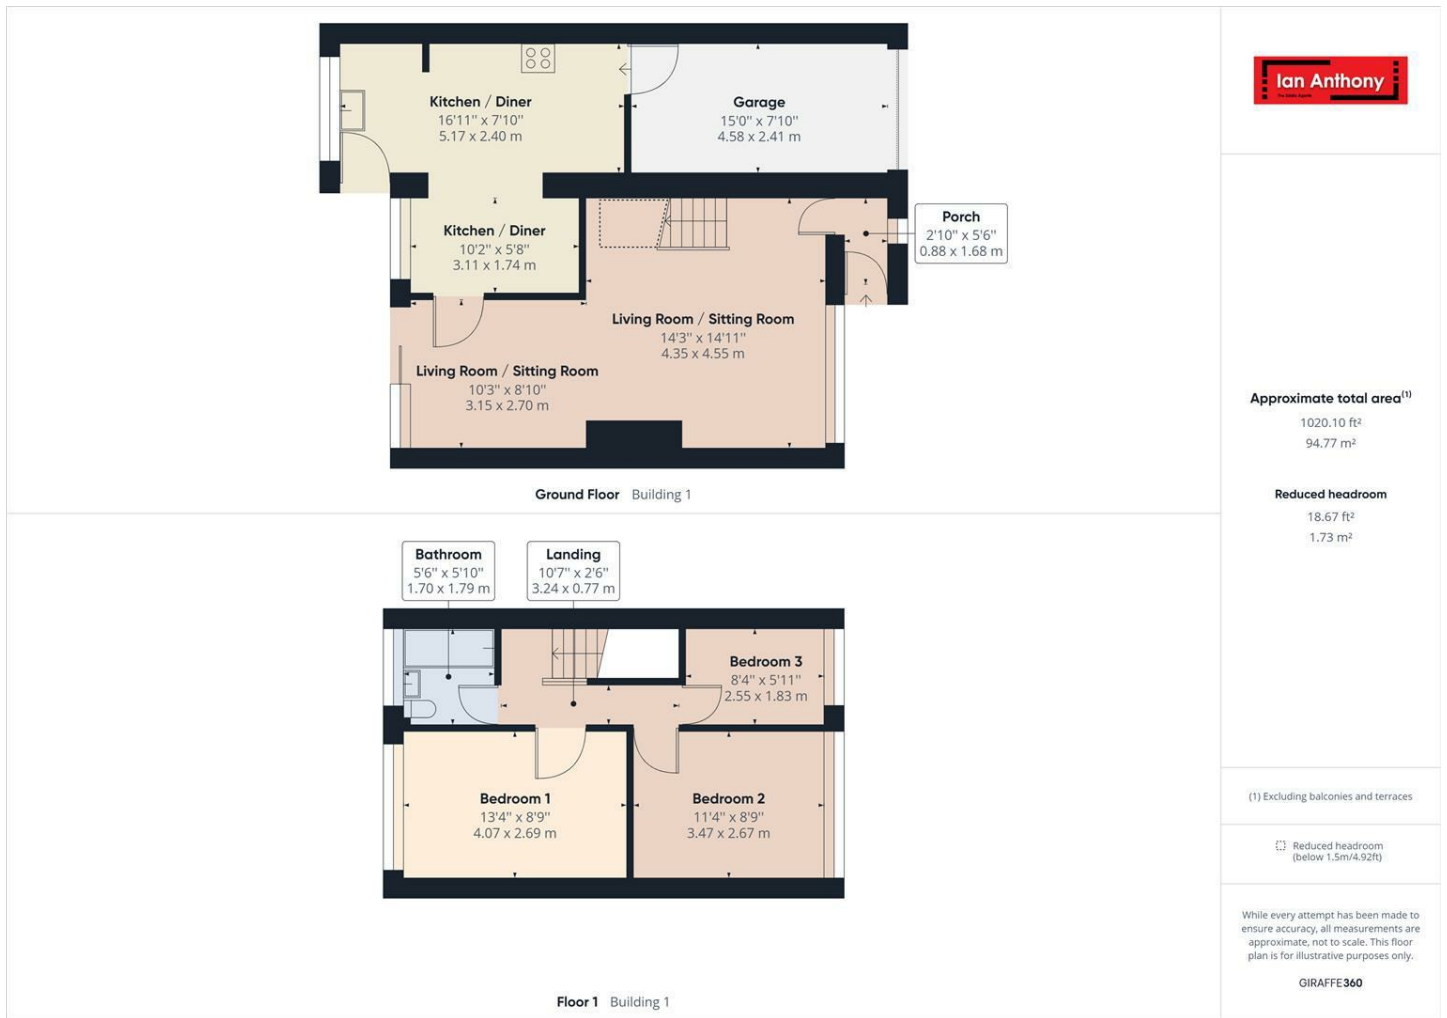 Kitchen / Diner
16'11" x 7'10"
5.17 x 2.40 m
Garage
15'0" x 7'10"
4.58 x 2.41 m
Kitchen / Diner
10'2" x 5'8"
3.11 x 1.74 m
Porch
2'10" x 5'6"
0.88 x 1.68 m
Living Room / Sitting Room
14'3" x 14'11"
4.35 x 4.55 m
Living Room / Sitting Room
10'3" x 8'10"
3.15 x 2.70 m
Ground Floor Building 1
Bathroom
5'6" x 5'10"
1.70 x 1.79 m
Landing
10'7" x 2'6"
3.24 x 0.77 m
Bedroom 3
8'4" x 5'11"
2.55 x 1.83 m
Bedroom 1
13'4" x 8'9"
4.07 x 2.69 m
Bedroom 2
11'4" x 8'9"
3.47 x 2.67 m
Floor 1 Building 1
Ian Anthony
Approximate total area(1)
1020.10 ft²
94.77 m²
Reduced headroom
18.67 ft²
1.73 m²
(1) Excluding balconies and terraces
Reduced headroom
(below 1.5m/4.92ft)
While every attempt has been made to
ensure accuracy, all measurements are
approximate, not to scale. This floor
plan is for illustrative purposes only.
GIRAFFE360